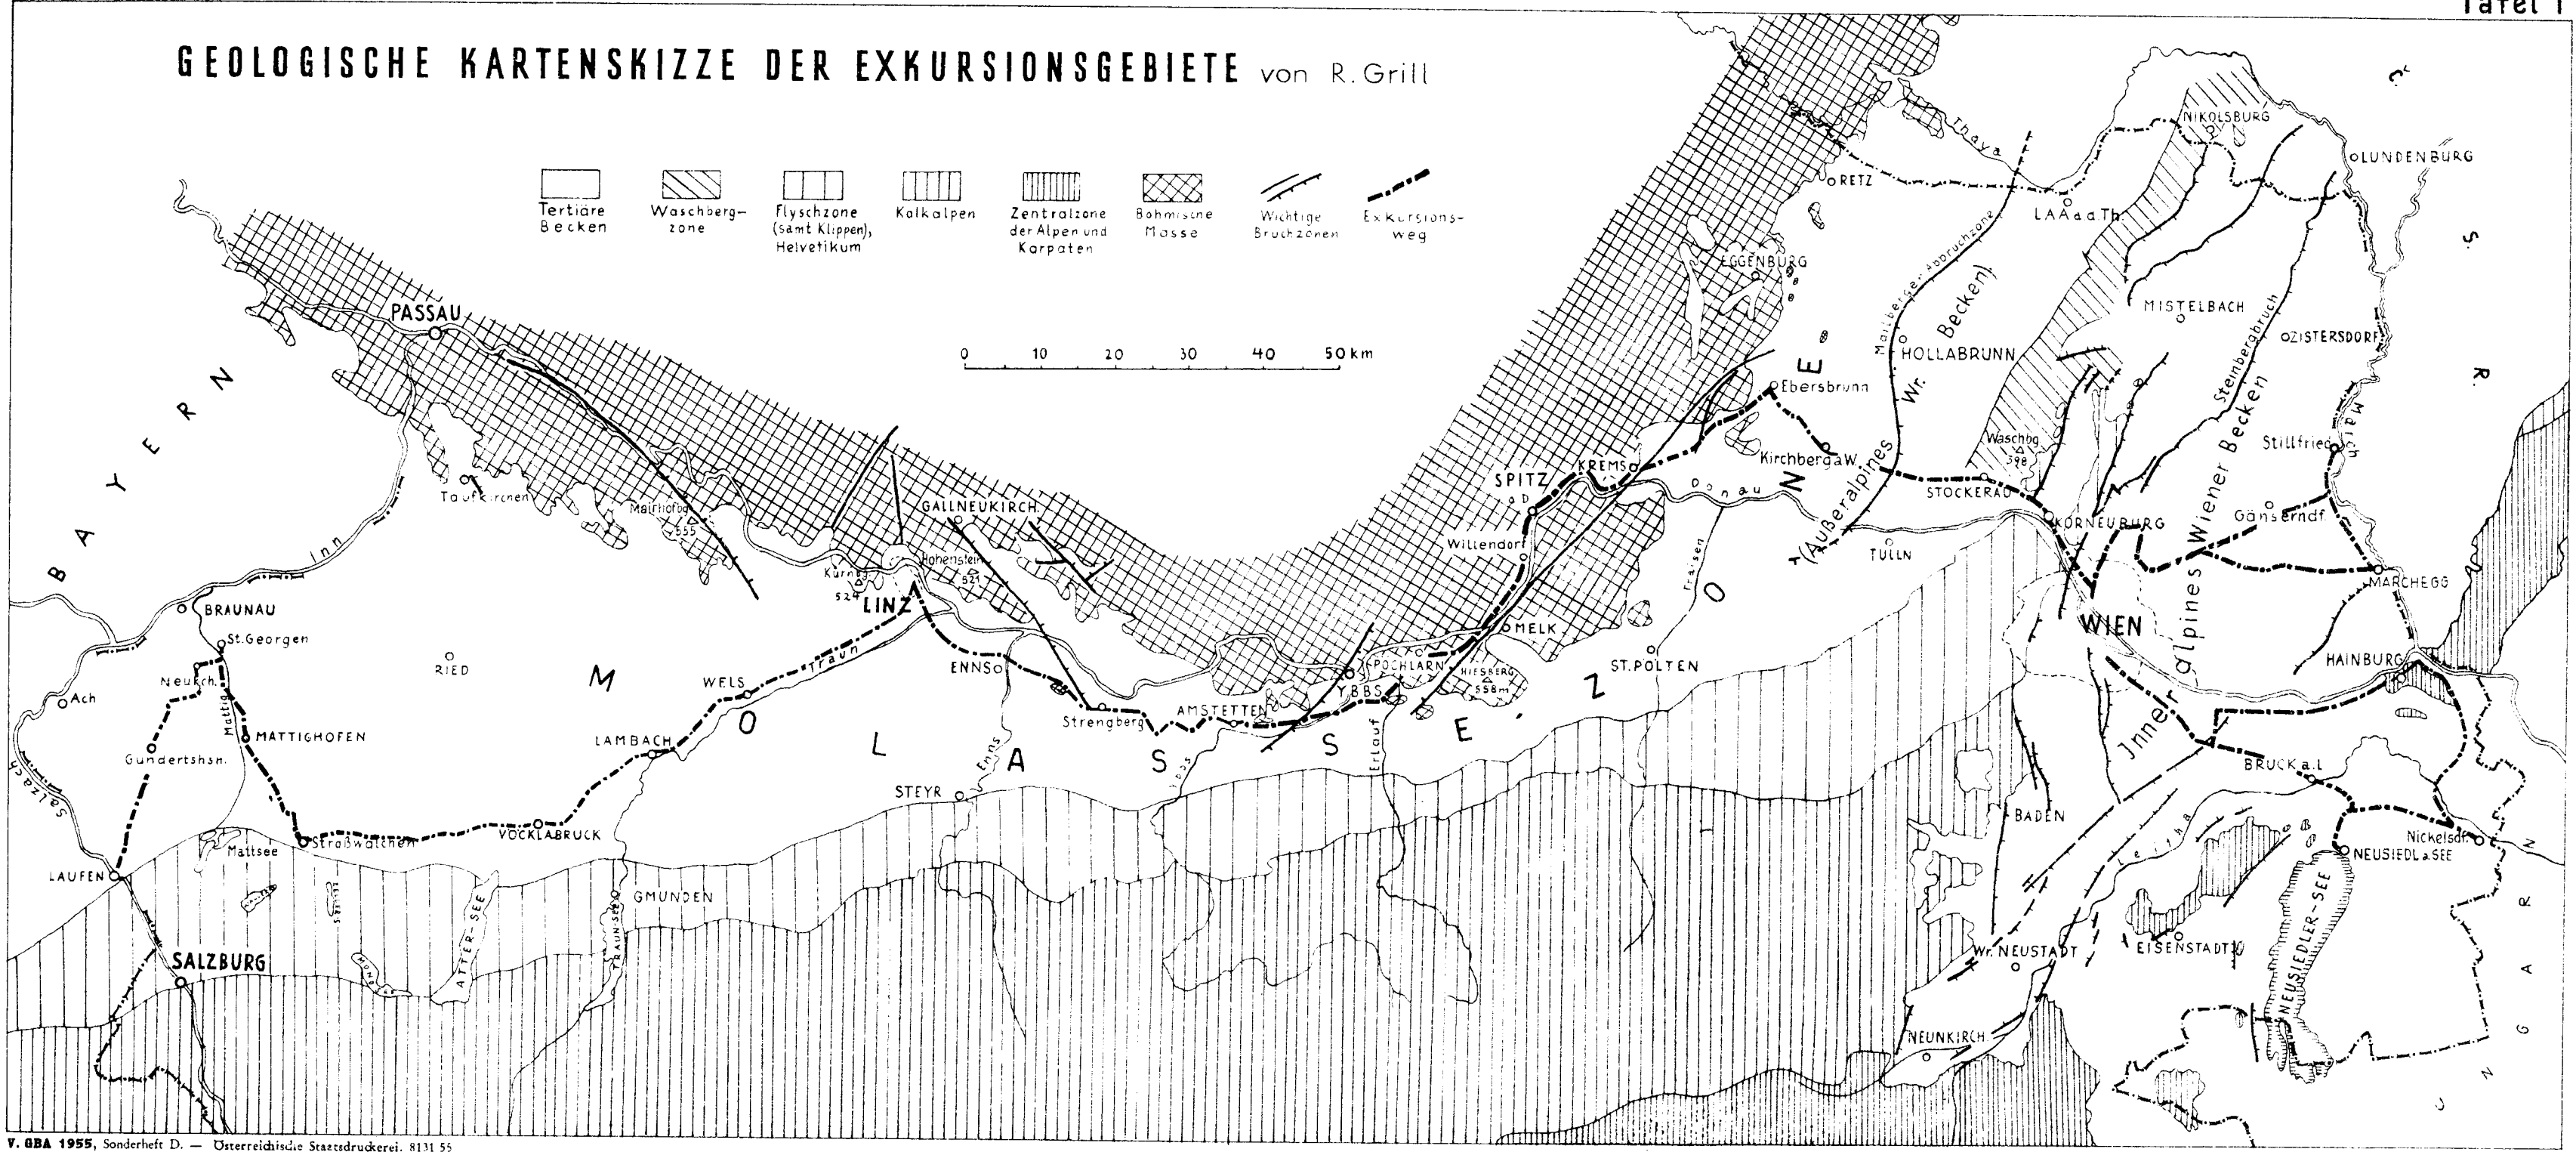 Tafel 1
GEOLOGISCHE KARTENSKIZZE DER EXKURSIONSGEBIETE von R. Grill
Tertiäre
Becken
Waschberg-
zone
Flyschzone
(samt Klippen),
Helvetikum
Kalkalpen
Zentralzone
der Alpen und
Karpaten
Böhmische
Masse
Wichtige
Bruchzonen
Exkursions-
weg
0 10 20 30 40 50 km
BAYERN
PASSAU
Taufkirchen
Inn
BRAUNAU
St. Georgen
Neukch.
Ach
Mattig
MATTIGHOFEN
Gundertshsn.
Salzach
LAUFEN
Mattsee
Straßwalchen
SALZBURG
RIED
VÖCKLABRUCK
LAMBACH
WELS
Traun
ATTER-SEE
TRAUN-SEE
GMUNDEN
MOLASSEZONE
Mairhofbg.
555
Kürnbg.
524
LINZ
GALLNEUKIRCH.
Hohenstein
521
ENNS
Enns
STEYR
Strengberg
AMSTETTEN
Ybbs
YBBS
Erlauf
PÖCHLARN
HIESBERG
558m
MELK
Willendorf
SPITZ
a D
KREMS
Donau
Traisen
ST. PÖLTEN
Thaya
RETZ
EGGENBURG
Ebersbrunn
Kirchberg a W.
Mailberger Abbruchzone
HOLLABRUNN
(Außeralpines Wr. Becken)
LAA a. d. Th.
NIKOLSBURG
LUNDENBURG
Č. S. R.
MISTELBACH
ZISTERSDORF
Steinbergbruch
Waschbg.
398
STOCKERAU
KORNEUBURG
TULLN
March
Stillfried
Gänserndf.
MARCHEGG
Inneralpines Wiener Becken
WIEN
HAINBURG
BRUCK a.L
BADEN
Leitha
Nickelsdf.
NEUSIEDL a. SEE
NEUSIEDLER-SEE
EISENSTADT
Wr. NEUSTADT
NEUNKIRCH.
UNGARN
V. GBA 1955, Sonderheft D. — Österreichische Staatsdruckerei. 8131 55